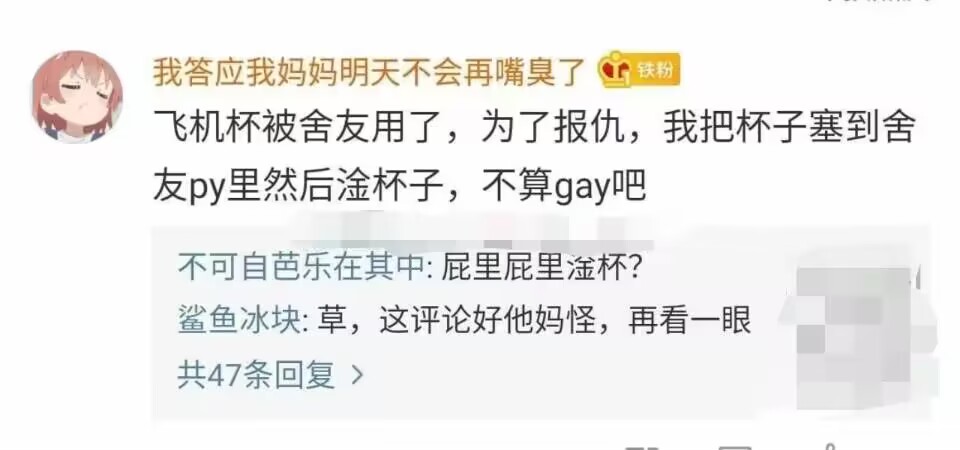 我答应我妈妈明天不会再嘴臭了 铁粉
飞机杯被舍友用了，为了报仇，我把杯子塞到舍
友py里然后淦杯子，不算gay吧
不可自芭乐在其中: 屁里屁里淦杯？
鲨鱼冰块: 草，这评论好他妈怪，再看一眼
共47条回复 >